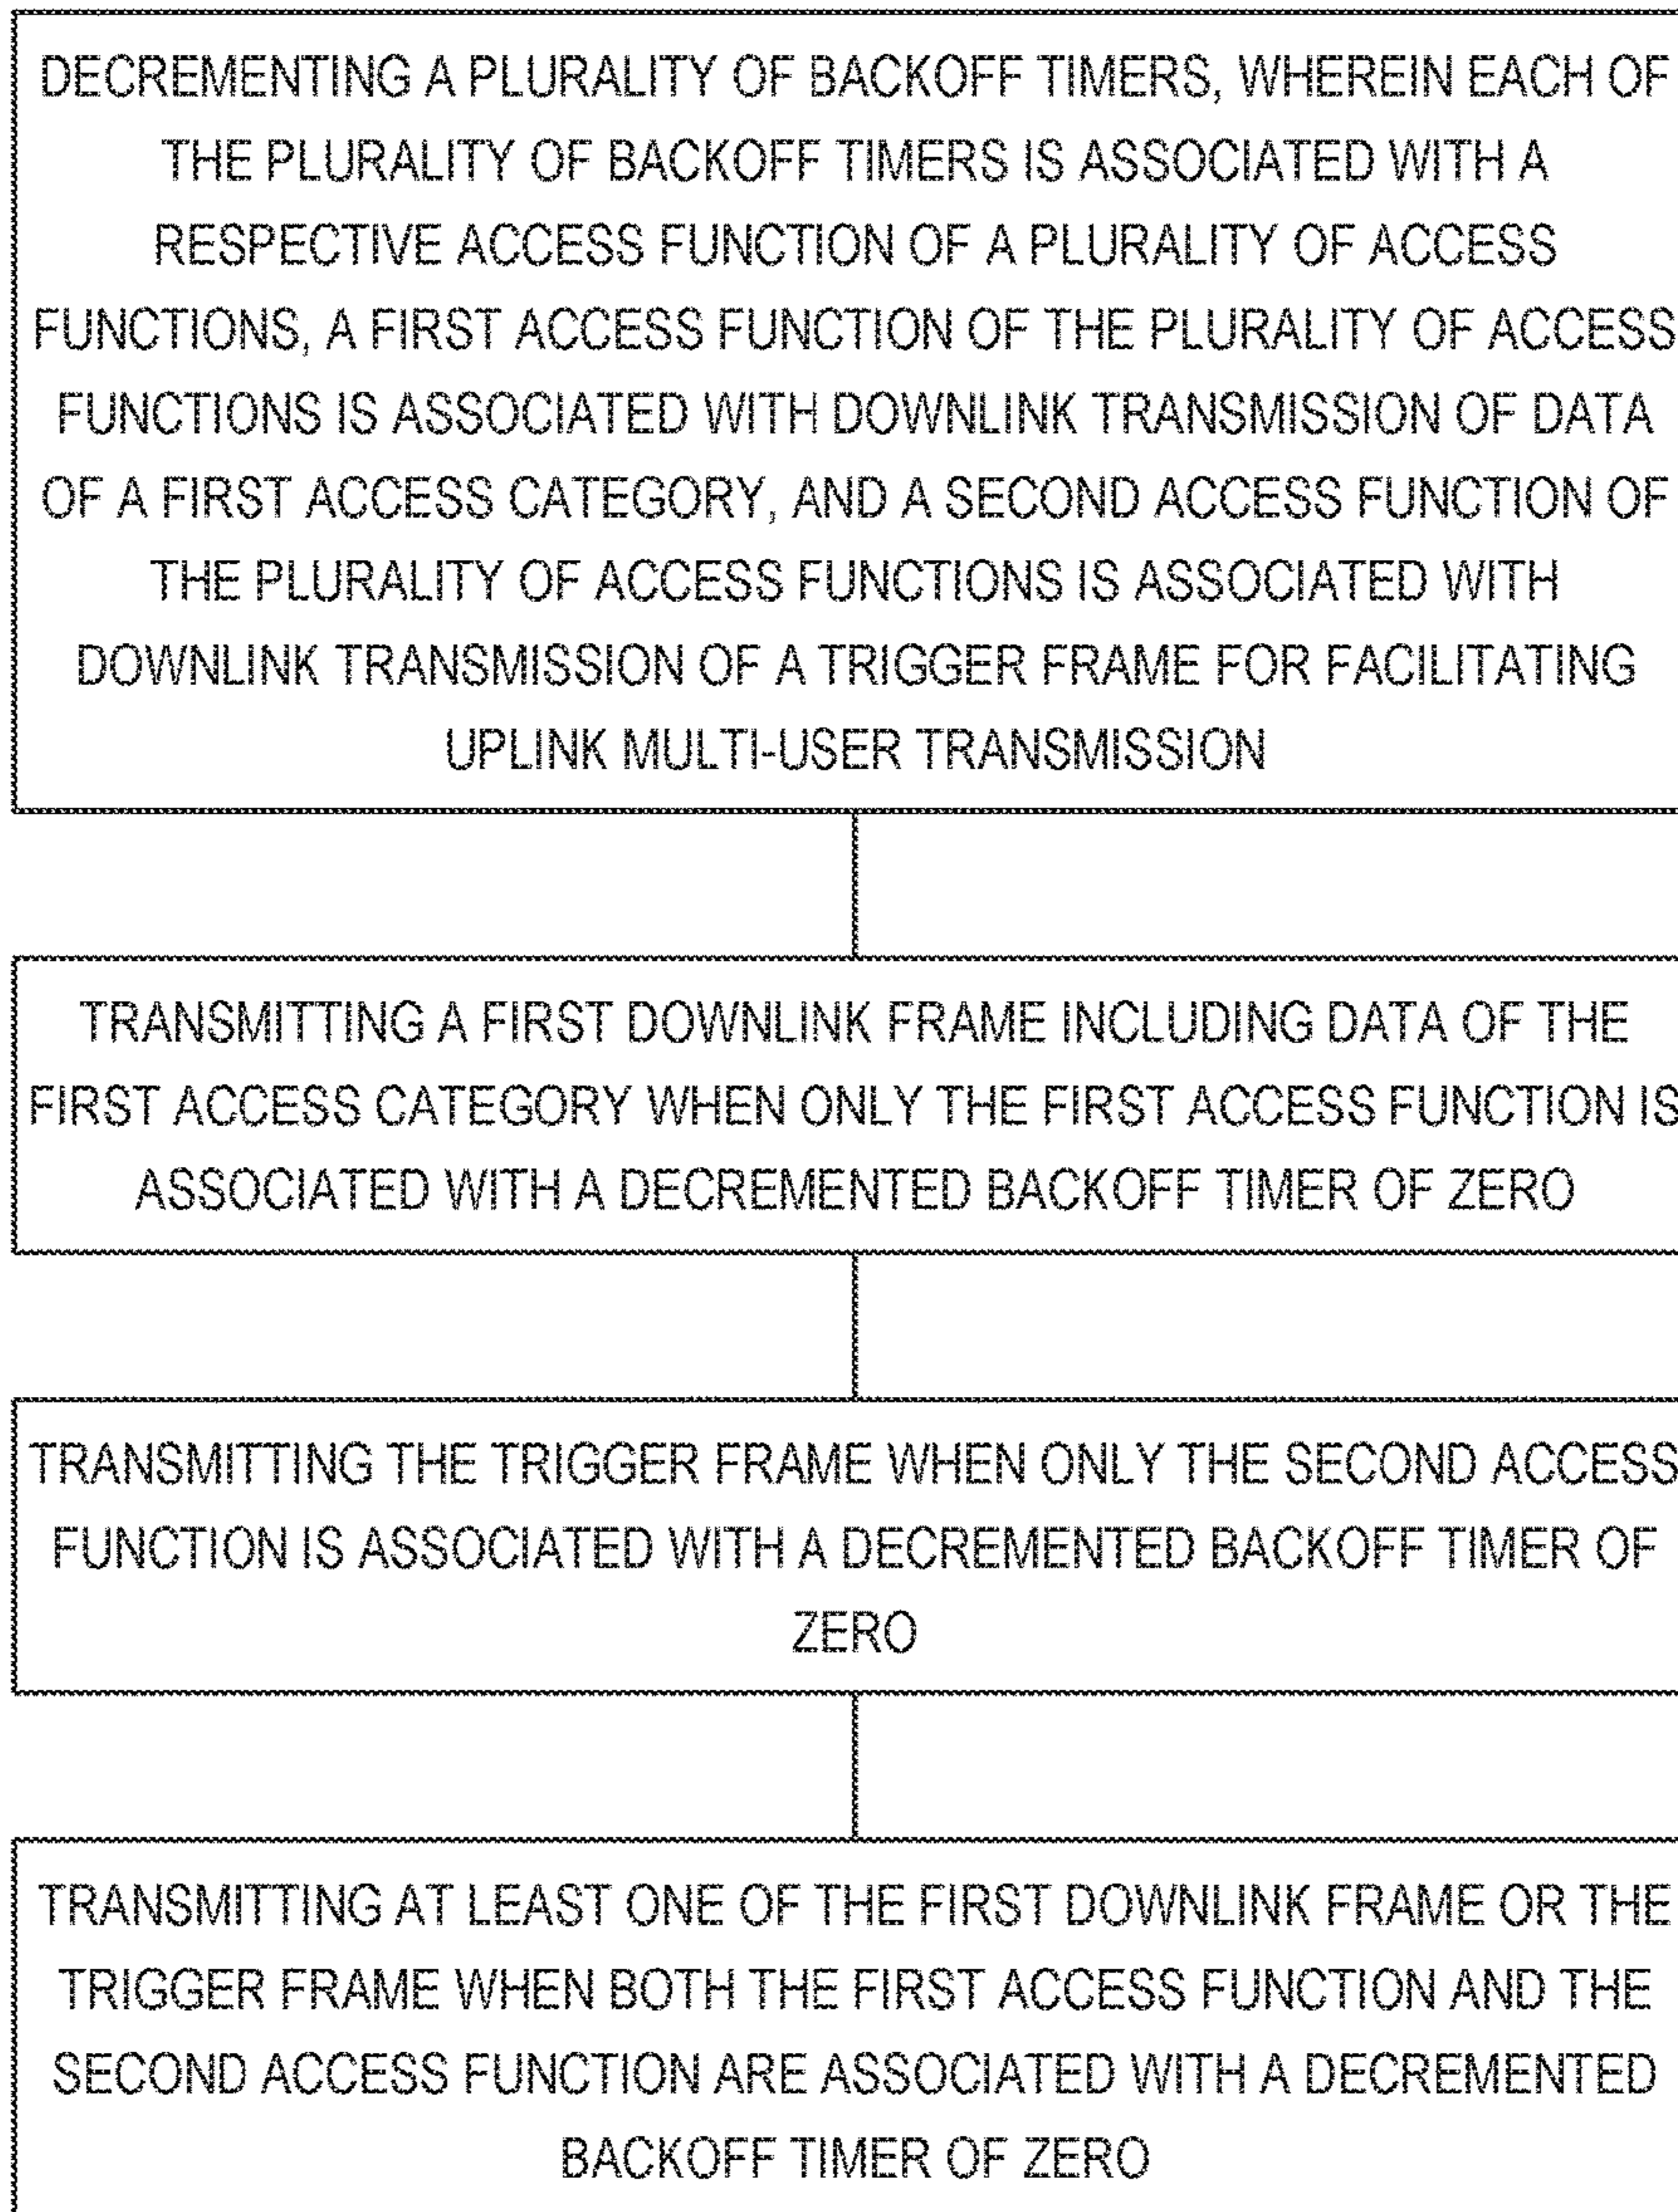 DECREMENTING A PLURALITY OF BACKOFF TIMERS, WHEREIN EACH OF
THE PLURALITY OF BACKOFF TIMERS IS ASSOCIATED WITH A
RESPECTIVE ACCESS FUNCTION OF A PLURALITY OF ACCESS
FUNCTIONS, A FIRST ACCESS FUNCTION OF THE PLURALITY OF ACCESS
FUNCTIONS IS ASSOCIATED WITH DOWNLINK TRANSMISSION OF DATA
OF A FIRST ACCESS CATEGORY, AND A SECOND ACCESS FUNCTION OF
THE PLURALITY OF ACCESS FUNCTIONS IS ASSOCIATED WITH
DOWNLINK TRANSMISSION OF A TRIGGER FRAME FOR FACILITATING
UPLINK MULTI-USER TRANSMISSION
TRANSMITTING A FIRST DOWNLINK FRAME INCLUDING DATA OF THE
FIRST ACCESS CATEGORY WHEN ONLY THE FIRST ACCESS FUNCTION IS
ASSOCIATED WITH A DECREMENTED BACKOFF TIMER OF ZERO
TRANSMITTING THE TRIGGER FRAME WHEN ONLY THE SECOND ACCESS
FUNCTION IS ASSOCIATED WITH A DECREMENTED BACKOFF TIMER OF
ZERO
TRANSMITTING AT LEAST ONE OF THE FIRST DOWNLINK FRAME OR THE
TRIGGER FRAME WHEN BOTH THE FIRST ACCESS FUNCTION AND THE
SECOND ACCESS FUNCTION ARE ASSOCIATED WITH A DECREMENTED
BACKOFF TIMER OF ZERO